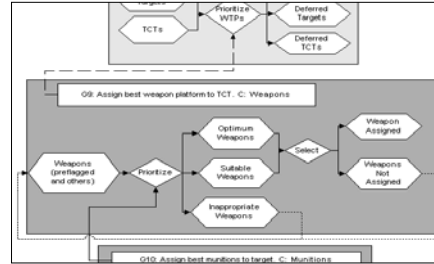 Targets
TCTs
Prioritize
WTPs
Deferred
Targets
Deferred
TCTs
G9: Assign best weapon platform to TCT. C: Weapons
Weapons
(preflagged
and others)
Prioritize
Optimum
Weapons
Suitable
Weapons
Inappropriate
Weapons
Select
Weapon
Assigned
Weapons
Not
Assigned
G10: Assign best munitions to target. C: Munitions